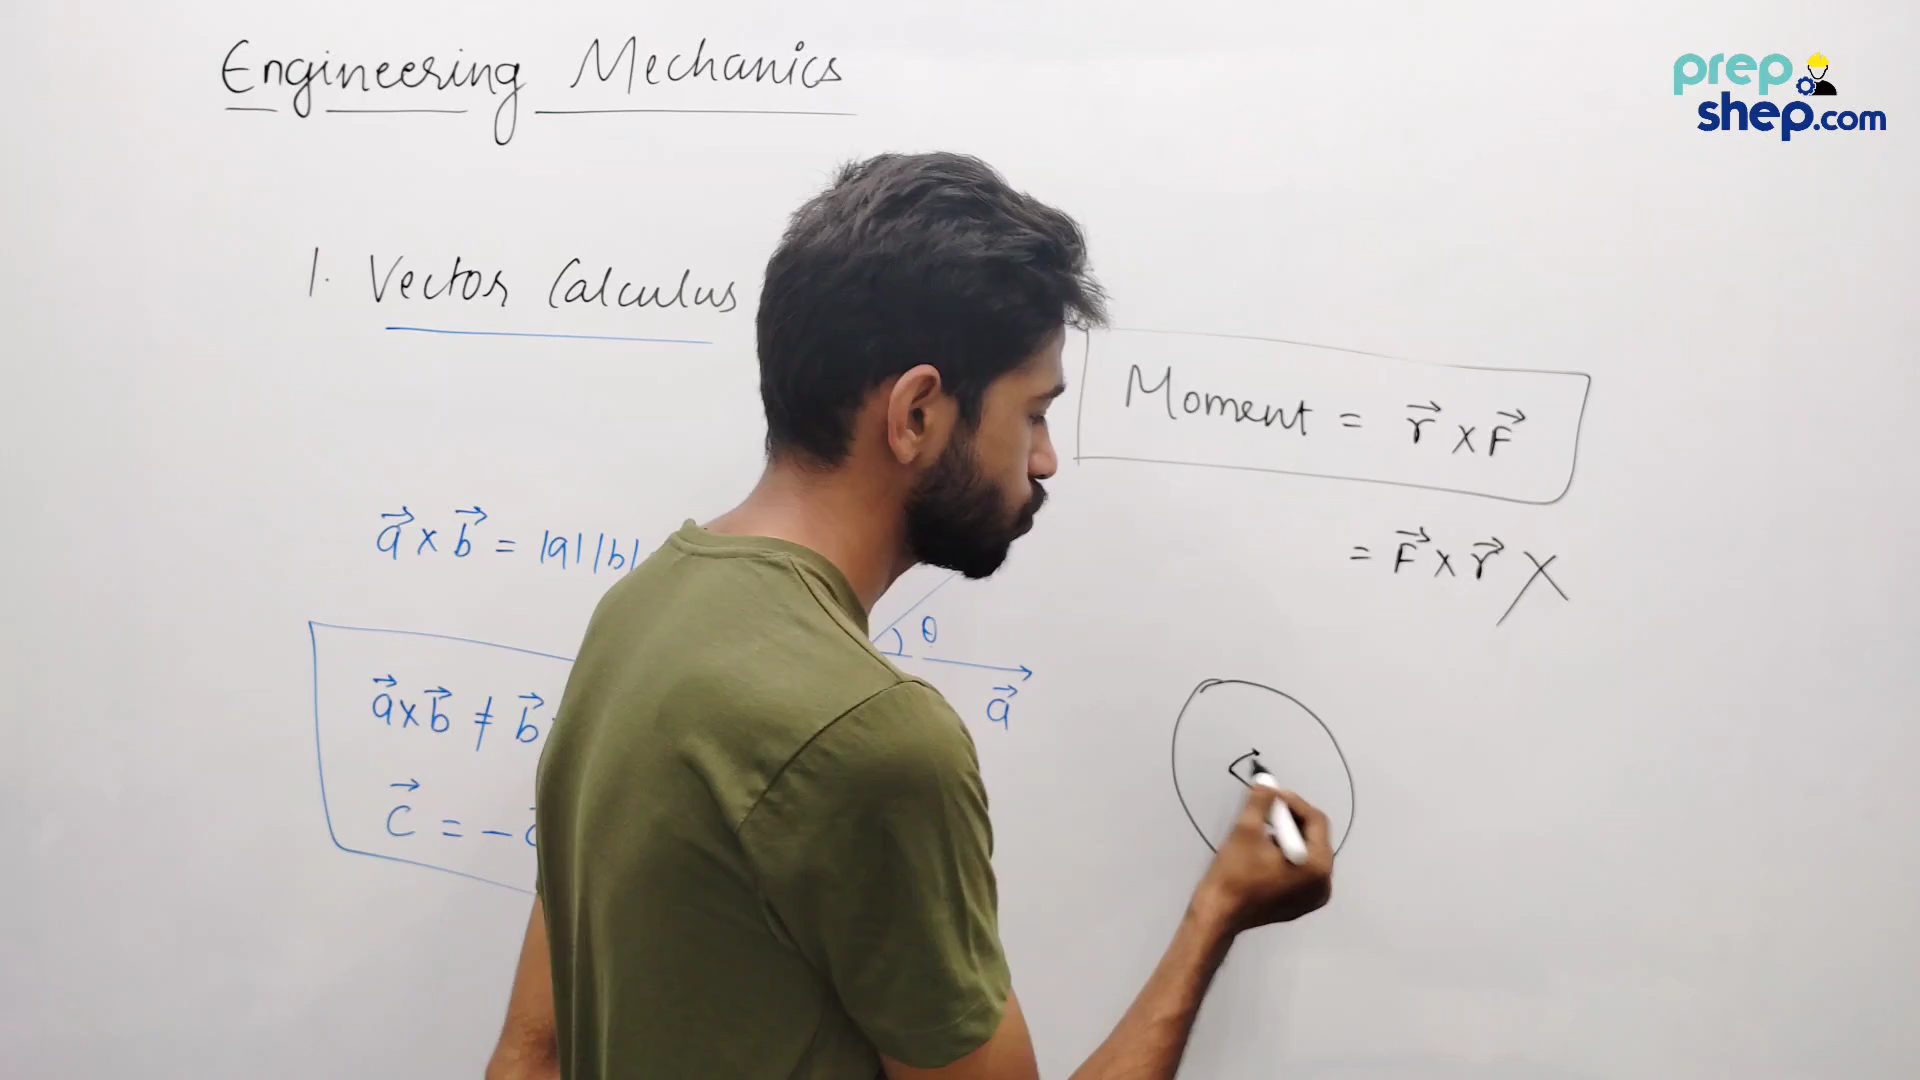 Engineering Mechanics
prep
shep.com
1. Vector Calculus
Moment = r⃗ × F⃗
= F⃗ × r⃗ X
a⃗ × b⃗ = |a| |b|
θ
a⃗
a⃗ × b⃗ ≠ b⃗
c⃗ = -